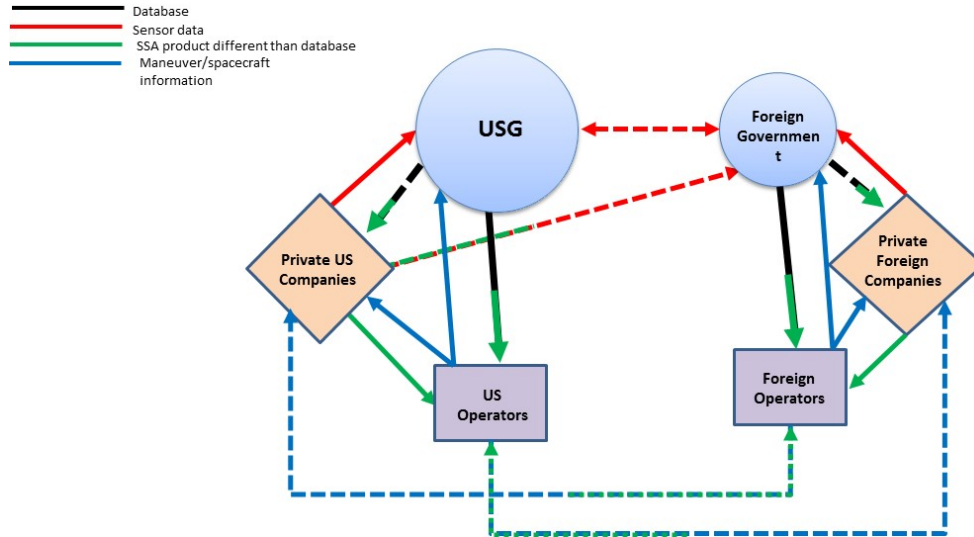 Database
Sensor data
SSA product different than database
Maneuver/spacecraft
information
USG
Foreign
Governmen
t
Private US
Companies
Private
Foreign
Companies
US
Operators
Foreign
Operators